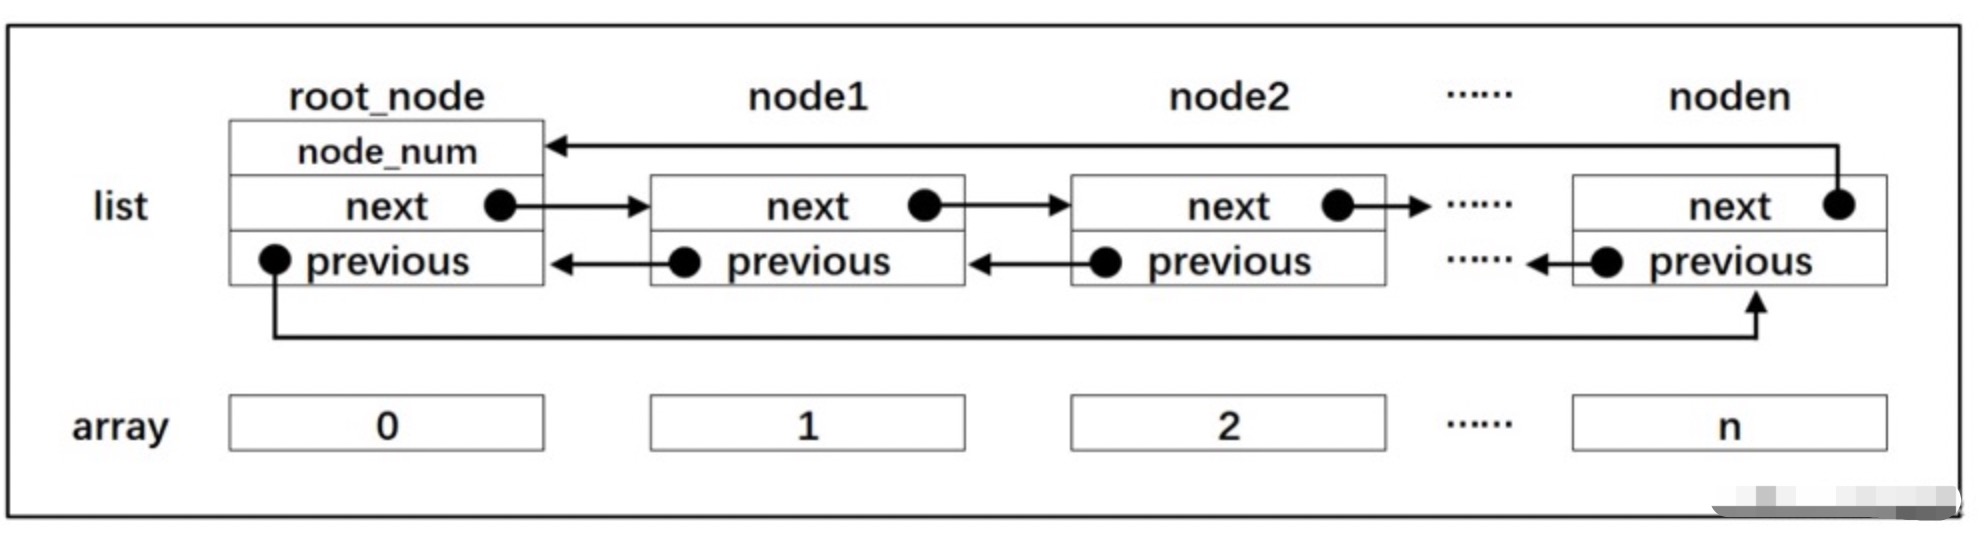 root_node node1 node2 ...... noden
node_num
list next next next ...... next
previous previous previous ...... previous
array 0 1 2 ...... n